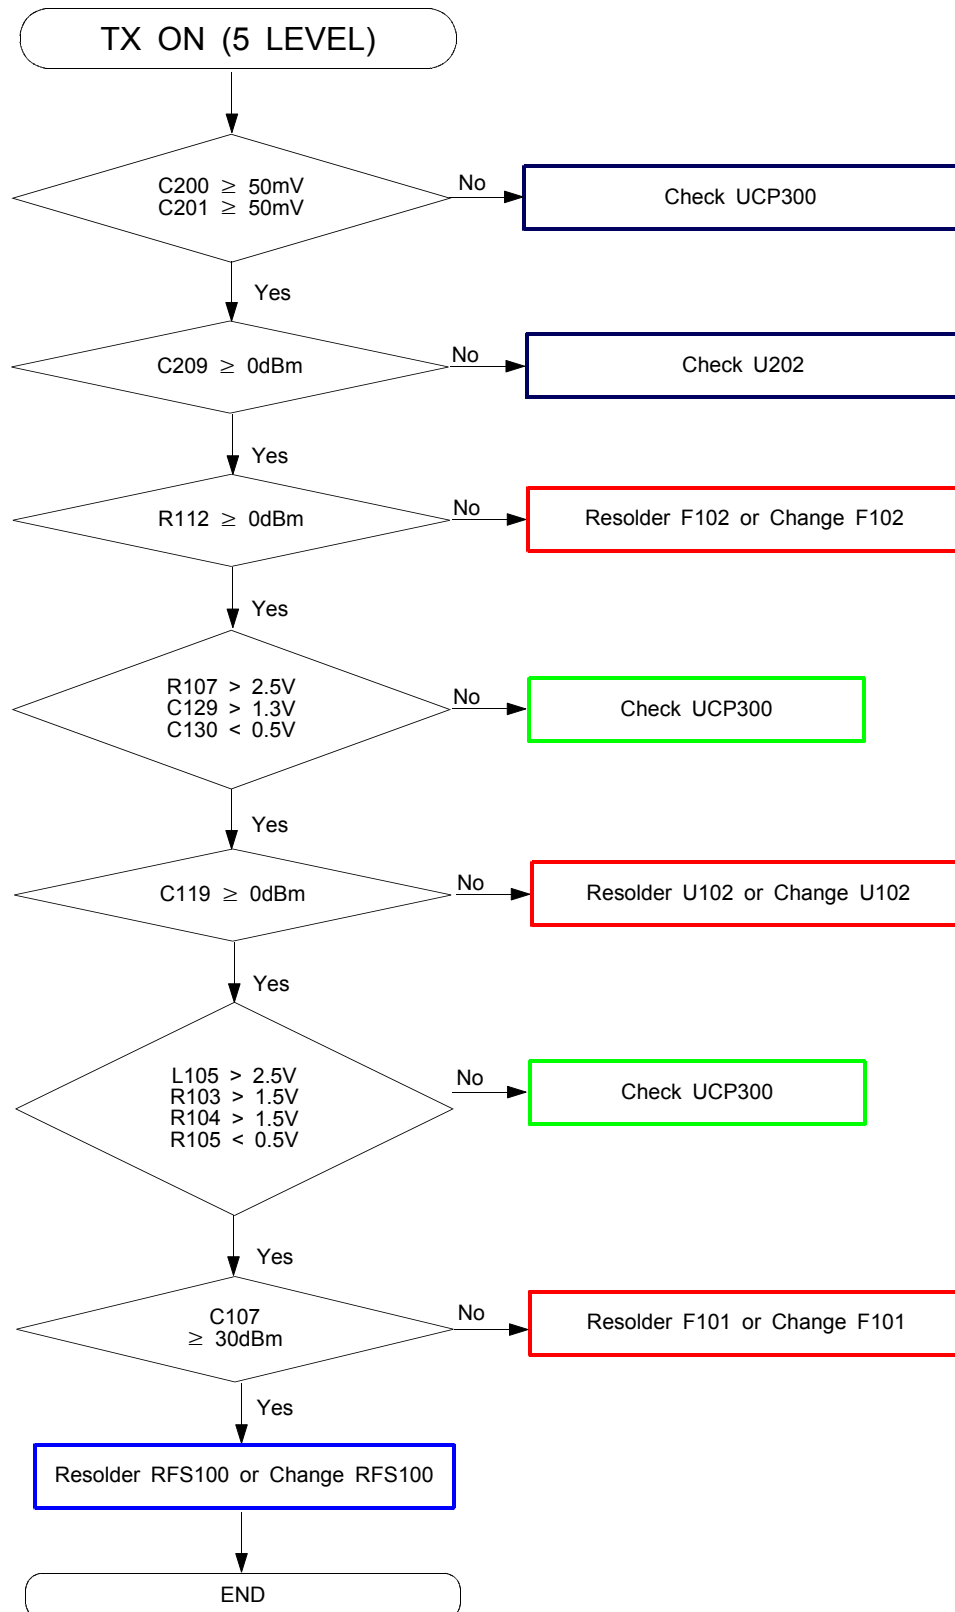 TX ON (5 LEVEL)
C200 ≥ 50mV
C201 ≥ 50mV
No
Check UCP300
Yes
C209 ≥ 0dBm
No
Check U202
Yes
R112 ≥ 0dBm
No
Resolder F102 or Change F102
Yes
R107 > 2.5V
C129 > 1.3V
C130 < 0.5V
No
Check UCP300
Yes
C119 ≥ 0dBm
No
Resolder U102 or Change U102
Yes
L105 > 2.5V
R103 > 1.5V
R104 > 1.5V
R105 < 0.5V
No
Check UCP300
Yes
C107
≥ 30dBm
No
Resolder F101 or Change F101
Yes
Resolder RFS100 or Change RFS100
END